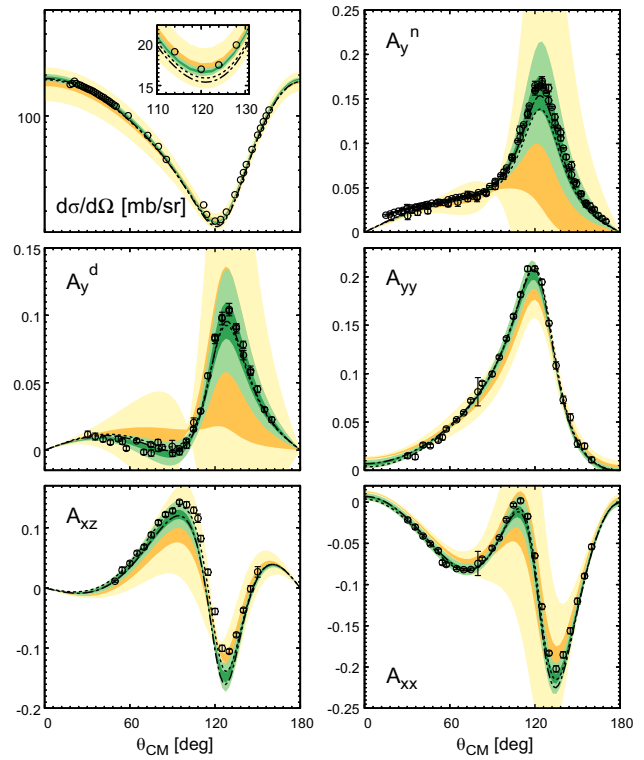 20
15
110 120 130
100
dσ/dΩ [mb/sr]
0.25
0.2
0.15
0.1
0.05
0
A_y^n
0.15
0.1
0.05
0
A_y^d
0.2
0.15
0.1
0.05
0
A_yy
0.1
0
-0.1
-0.2
A_xz
0 60 120 180
θ_CM [deg]
0
-0.05
-0.1
-0.15
-0.2
-0.25
A_xx
0 60 120 180
θ_CM [deg]